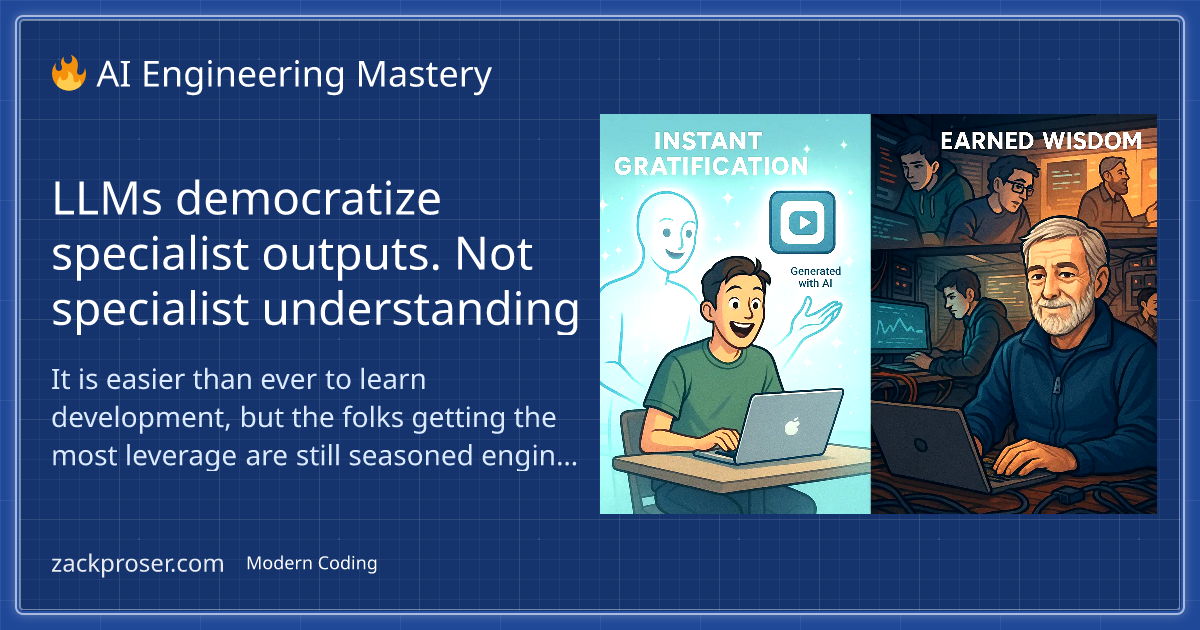 🔥 AI Engineering Mastery
LLMs democratize
specialist outputs. Not
specialist understanding
It is easier than ever to learn
development, but the folks getting the
most leverage are still seasoned engin...
zackproser.com
Modern Coding
INSTANT
GRATIFICATION
Generated
with AI
EARNED WISDOM